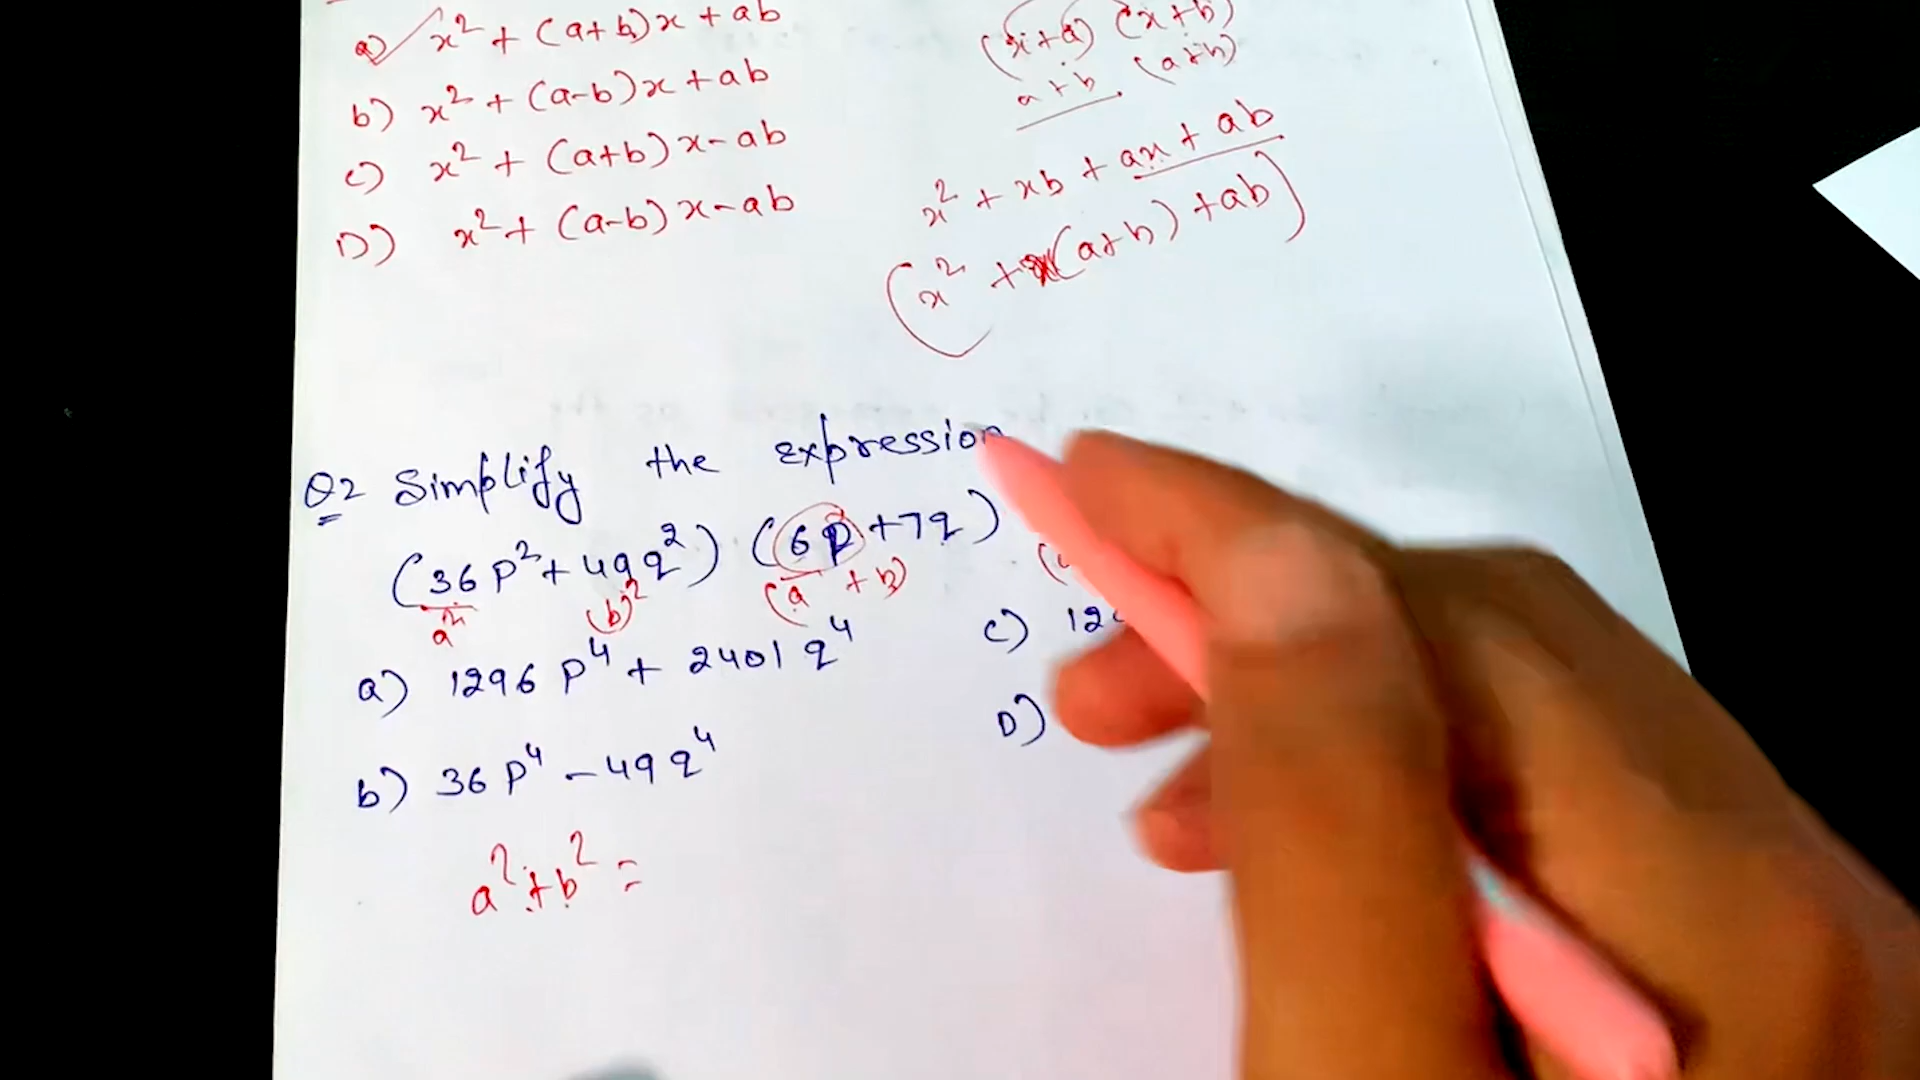 a) x² + (a+b)x + ab
b) x² + (a-b)x + ab
c) x² + (a+b)x - ab
D) x² + (a-b)x - ab
(x+a) (x+b)
a+b (a+b)
x² + xb + ax + ab
(x² + x(a+b) + ab)
Q2 Simplify the expression
(36p² + 49q²) (6p + 7q)
a² (b)² (a + b)
a) 1296 p⁴ + 2401 q⁴
b) 36 p⁴ - 49 q⁴
c) 12
D)
a² + b² =